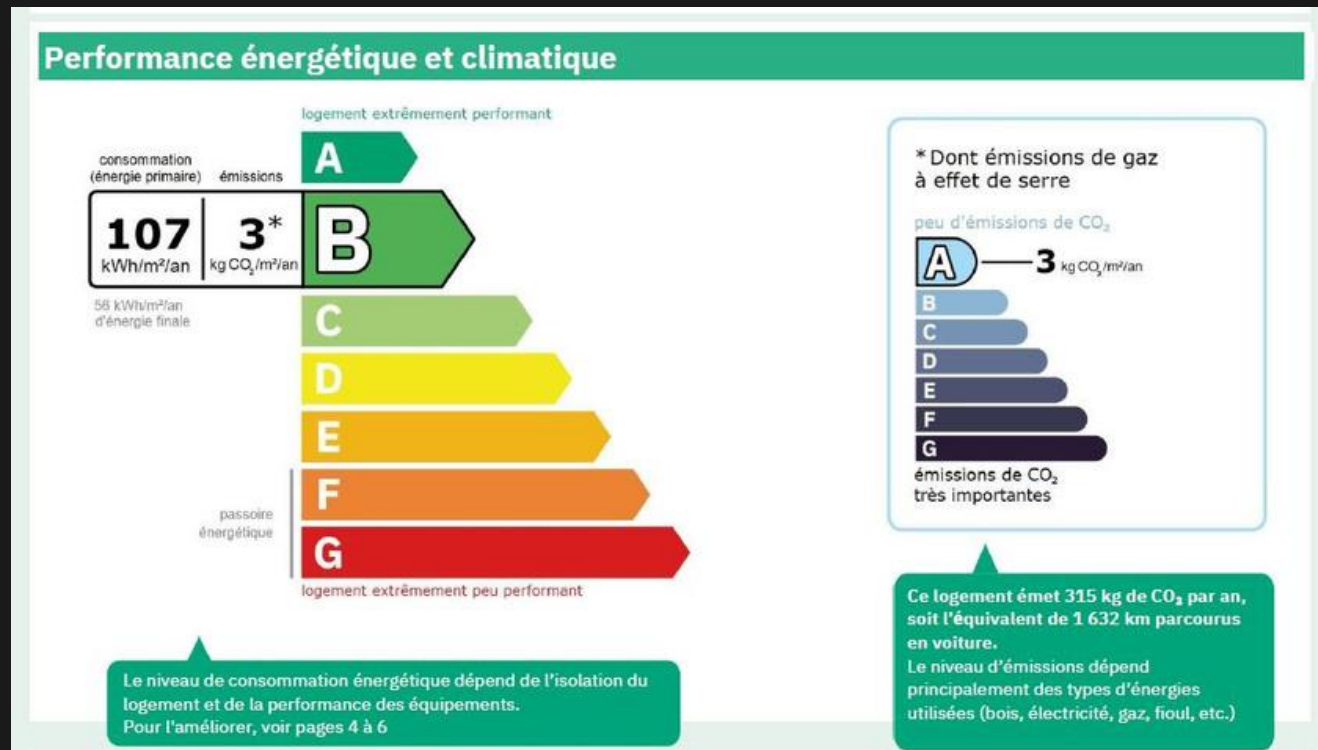 Performance énergétique et climatique
logement extrêmement performant
consommation
(énergie primaire)
émissions
107
kWh/m²/an
3*
kg CO₂/m²/an
56 kWh/m²/an
d'énergie finale
A
B
C
D
E
F
G
passoire
énergétique
logement extrêmement peu performant
Le niveau de consommation énergétique dépend de l'isolation du
logement et de la performance des équipements.
Pour l'améliorer, voir pages 4 à 6
*Dont émissions de gaz
à effet de serre
peu d'émissions de CO₂
A
3 kg CO₂/m²/an
B
C
D
E
F
G
émissions de CO₂
très importantes
Ce logement émet 315 kg de CO₂ par an,
soit l'équivalent de 1 632 km parcourus
en voiture.
Le niveau d'émissions dépend
principalement des types d'énergies
utilisées (bois, électricité, gaz, fioul, etc.)